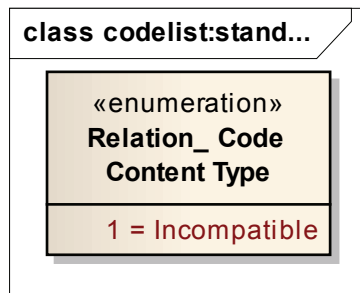 class codelist:stand...
«enumeration»
Relation_ Code
Content Type
1 = Incompatible